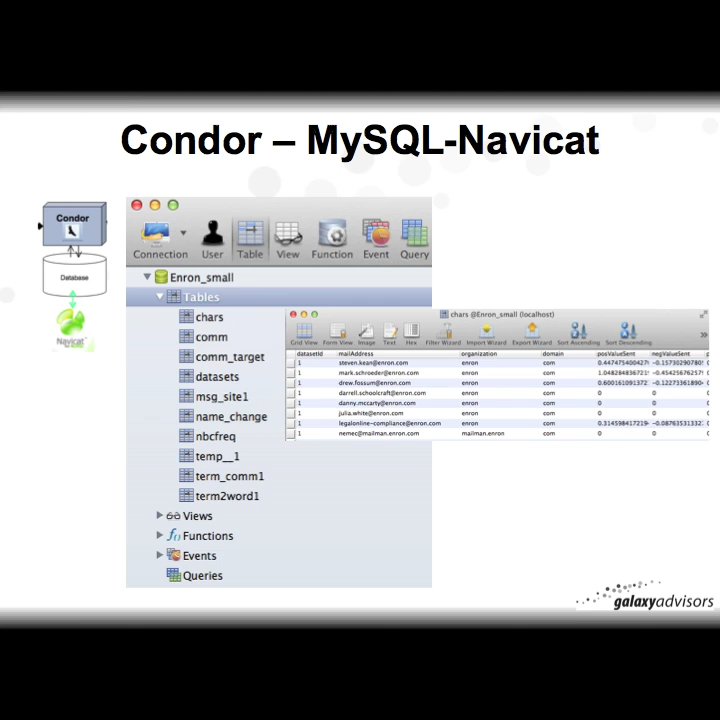 Condor – MySQL-Navicat
Condor
Database
Navicat
Connection User Table View Function Event Query
Enron_small
Tables
chars
comm
comm_target
datasets
msg_site1
name_change
nbcfreq
temp__1
term_comm1
term2word1
Views
Functions
Events
Queries
chars @Enron_small (localhost)
Grid View Form View Image Text Hex Filter Wizard Import Wizard Export Wizard Sort Ascending Sort Descending
datasetId mailAddress organization domain posValueSent negValueSent
1 steven.kean@enron.com enron com
1 mark.schroeder@enron.com enron com
1 drew.fossum@enron.com enron com
1 darrell.schoolcraft@enron.com enron com 0 0
1 danny.mccarty@enron.com enron com 0 0
1 julia.white@enron.com enron com 0 0
1 legalonline-compliance@enron.com enron com
1 nemec@mailman.enron.com mailman.enron com 0 0
galaxyadvisors